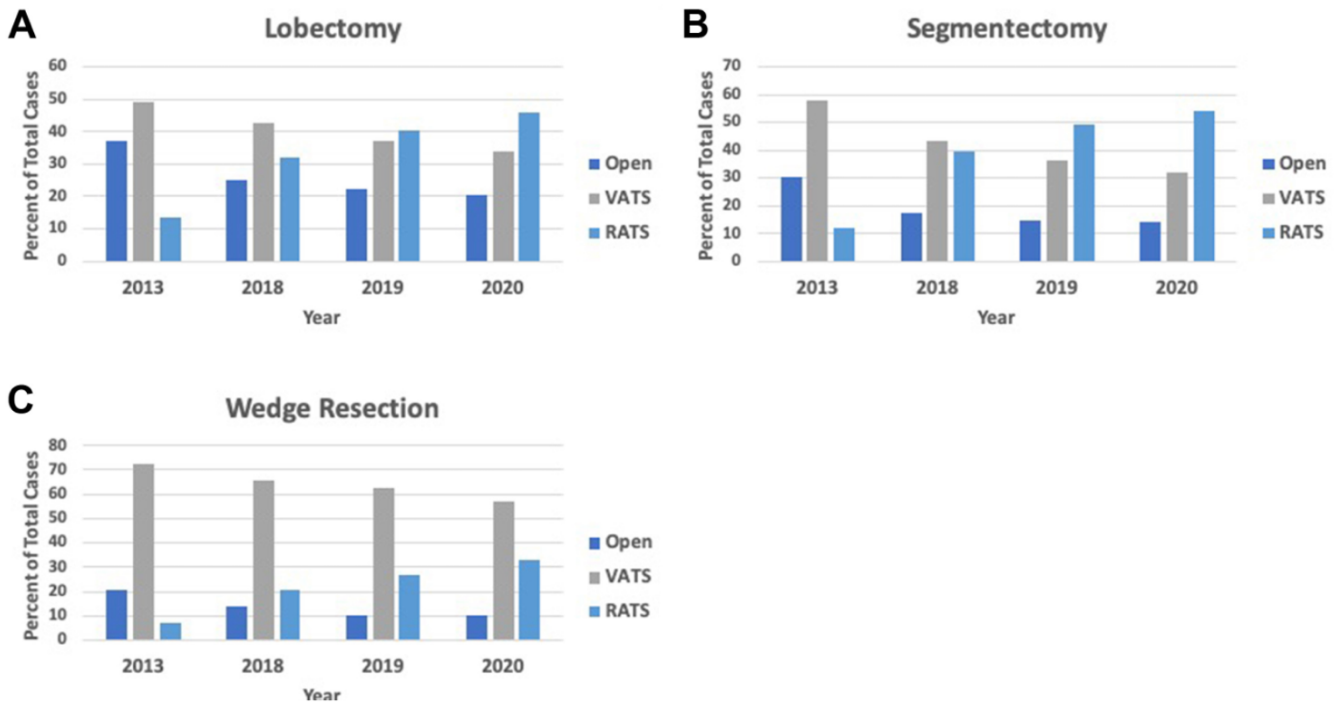 A
Lobectomy
Percent of Total Cases
60
50
40
30
20
10
0
2013 2018 2019 2020
Year
Open
VATS
RATS
B
Segmentectomy
Percent of Total Cases
70
60
50
40
30
20
10
0
2013 2018 2019 2020
Year
Open
VATS
RATS
C
Wedge Resection
Percent of Total Cases
80
70
60
50
40
30
20
10
0
2013 2018 2019 2020
Year
Open
VATS
RATS